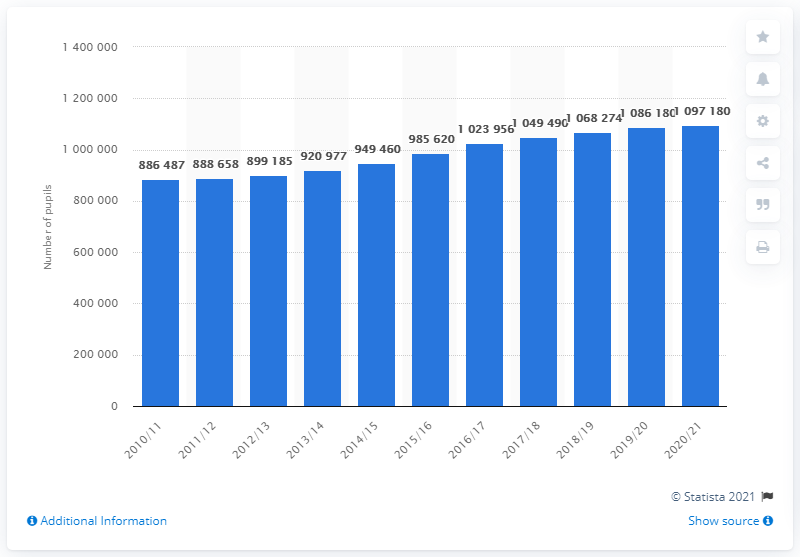 1 400 000
1 200 000
1 000 000
800 000
600 000
400 000
200 000
0
Number of pupils
886 487
888 658
899 185
920 977
949 460
985 620
1 023 956
1 049 490
1 068 274
1 086 180
1 097 180
2010/11
2011/12
2012/13
2013/14
2014/15
2015/16
2016/17
2017/18
2018/19
2019/20
2020/21
© Statista 2021
Additional Information
Show source